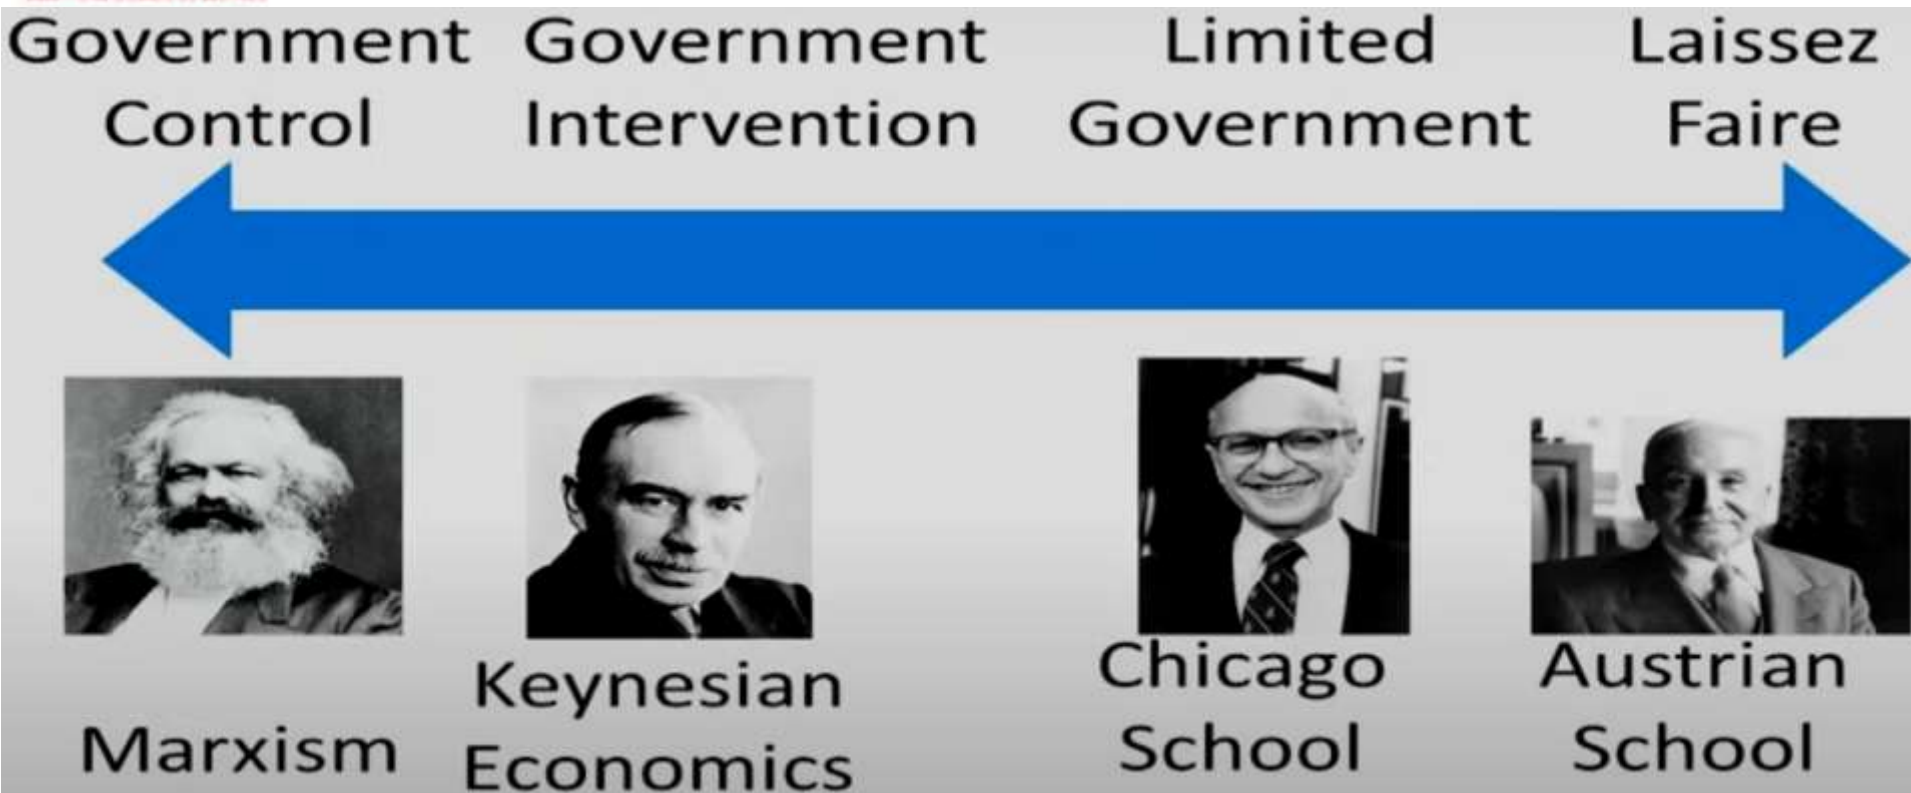 Government
Control
Government
Intervention
Limited
Government
Laissez
Faire
Marxism
Keynesian
Economics
Chicago
School
Austrian
School